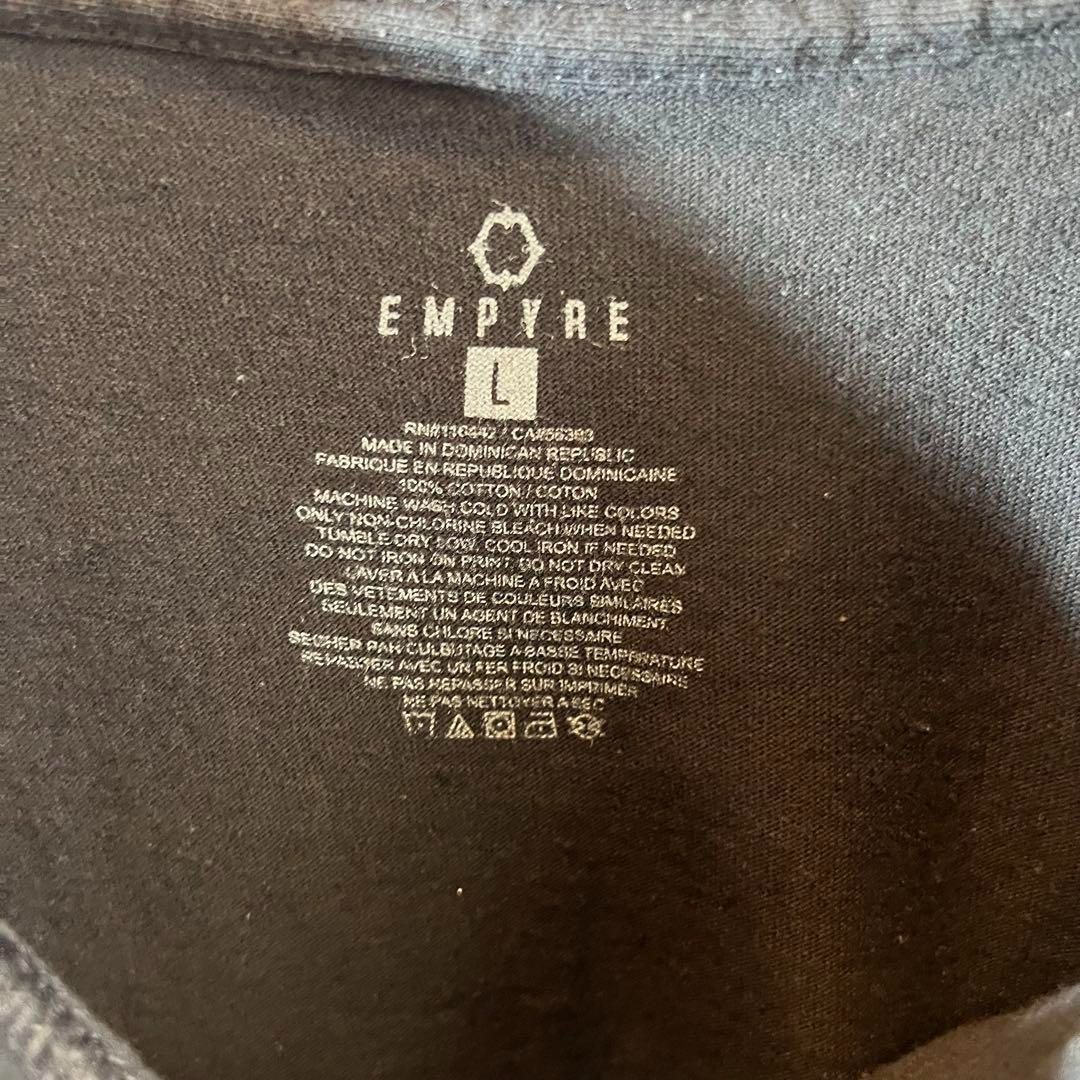 EMPYRE
L
RN#110442 / CA#56393
MADE IN DOMINICAN REPUBLIC
FABRIQUE EN REPUBLIQUE DOMINICAINE
100% COTTON / COTON
MACHINE WASH COLD WITH LIKE COLORS
ONLY NON-CHLORINE BLEACH WHEN NEEDED
TUMBLE DRY LOW, COOL IRON IF NEEDED
DO NOT IRON ON PRINT, DO NOT DRY CLEAN
LAVER A LA MACHINE A FROID AVEC
DES VETEMENTS DE COULEURS SIMILAIRES
SEULEMENT UN AGENT DE BLANCHIMENT
SANS CHLORE SI NECESSAIRE
SECHER PAR CULBUTAGE A BASSE TEMPERATURE
REPASSER AVEC UN FER FROID SI NECESSAIRE
NE PAS REPASSER SUR IMPRIMER
NE PAS NETTOYER A SEC